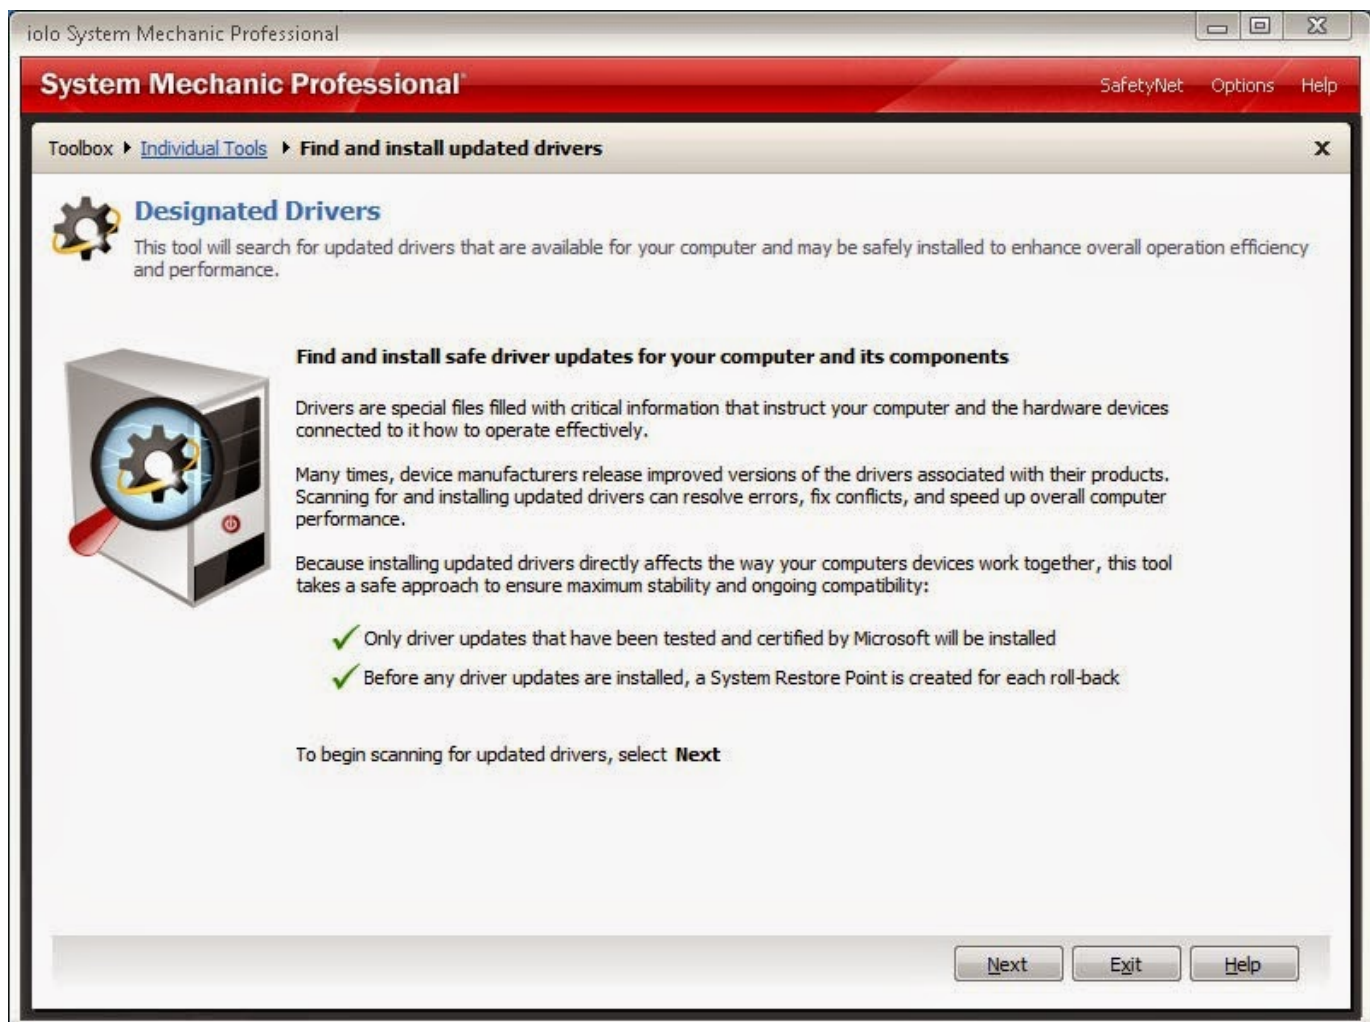 iolo System Mechanic Professional
System Mechanic Professional
SafetyNet Options Help
Toolbox Individual Tools Find and install updated drivers x
Designated Drivers
This tool will search for updated drivers that are available for your computer and may be safely installed to enhance overall operation efficiency
and performance.
Find and install safe driver updates for your computer and its components
Drivers are special files filled with critical information that instruct your computer and the hardware devices
connected to it how to operate effectively.
Many times, device manufacturers release improved versions of the drivers associated with their products.
Scanning for and installing updated drivers can resolve errors, fix conflicts, and speed up overall computer
performance.
Because installing updated drivers directly affects the way your computers devices work together, this tool
takes a safe approach to ensure maximum stability and ongoing compatibility:
Only driver updates that have been tested and certified by Microsoft will be installed
Before any driver updates are installed, a System Restore Point is created for each roll-back
To begin scanning for updated drivers, select Next
Next Exit Help